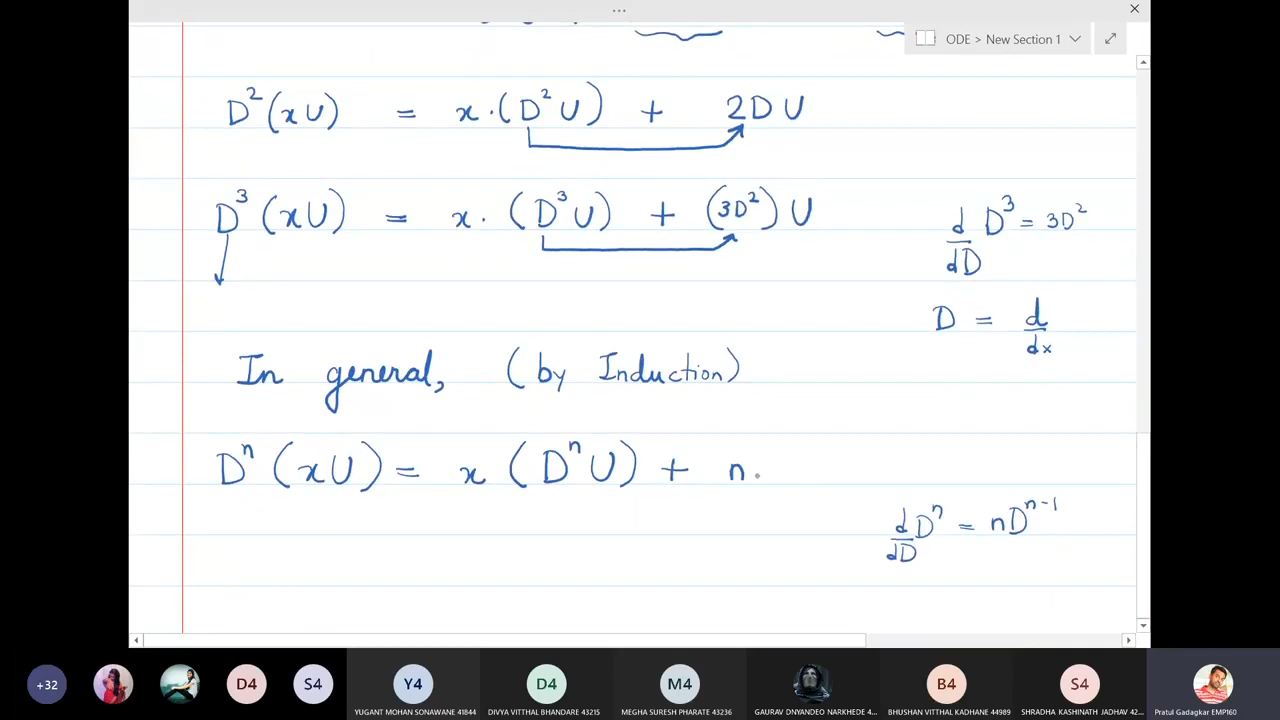 ODE > New Section 1
D²(xU) = x·(D²U) + 2DU
D³(xU) = x·(D³U) + (3D²)U
d/dD D³ = 3D²
D = d/dx
In general, (by Induction)
Dⁿ(xU) = x(DⁿU) + n
d/dD Dⁿ = nDⁿ⁻¹
+32
D4
S4
Y4
D4
M4
B4
S4
YUGANT MOHAN SONAWANE 41844
DIVYA VITTHAL BHANDARE 43215
MEGHA SURESH PHARATE 43236
GAURAV DNYANDEO NARKHEDE 4...
BHUSHAN VITTHAL KADHANE 44989
SHRADHA KASHINATH JADHAV 42...
Pratul Gadagkar EMP160